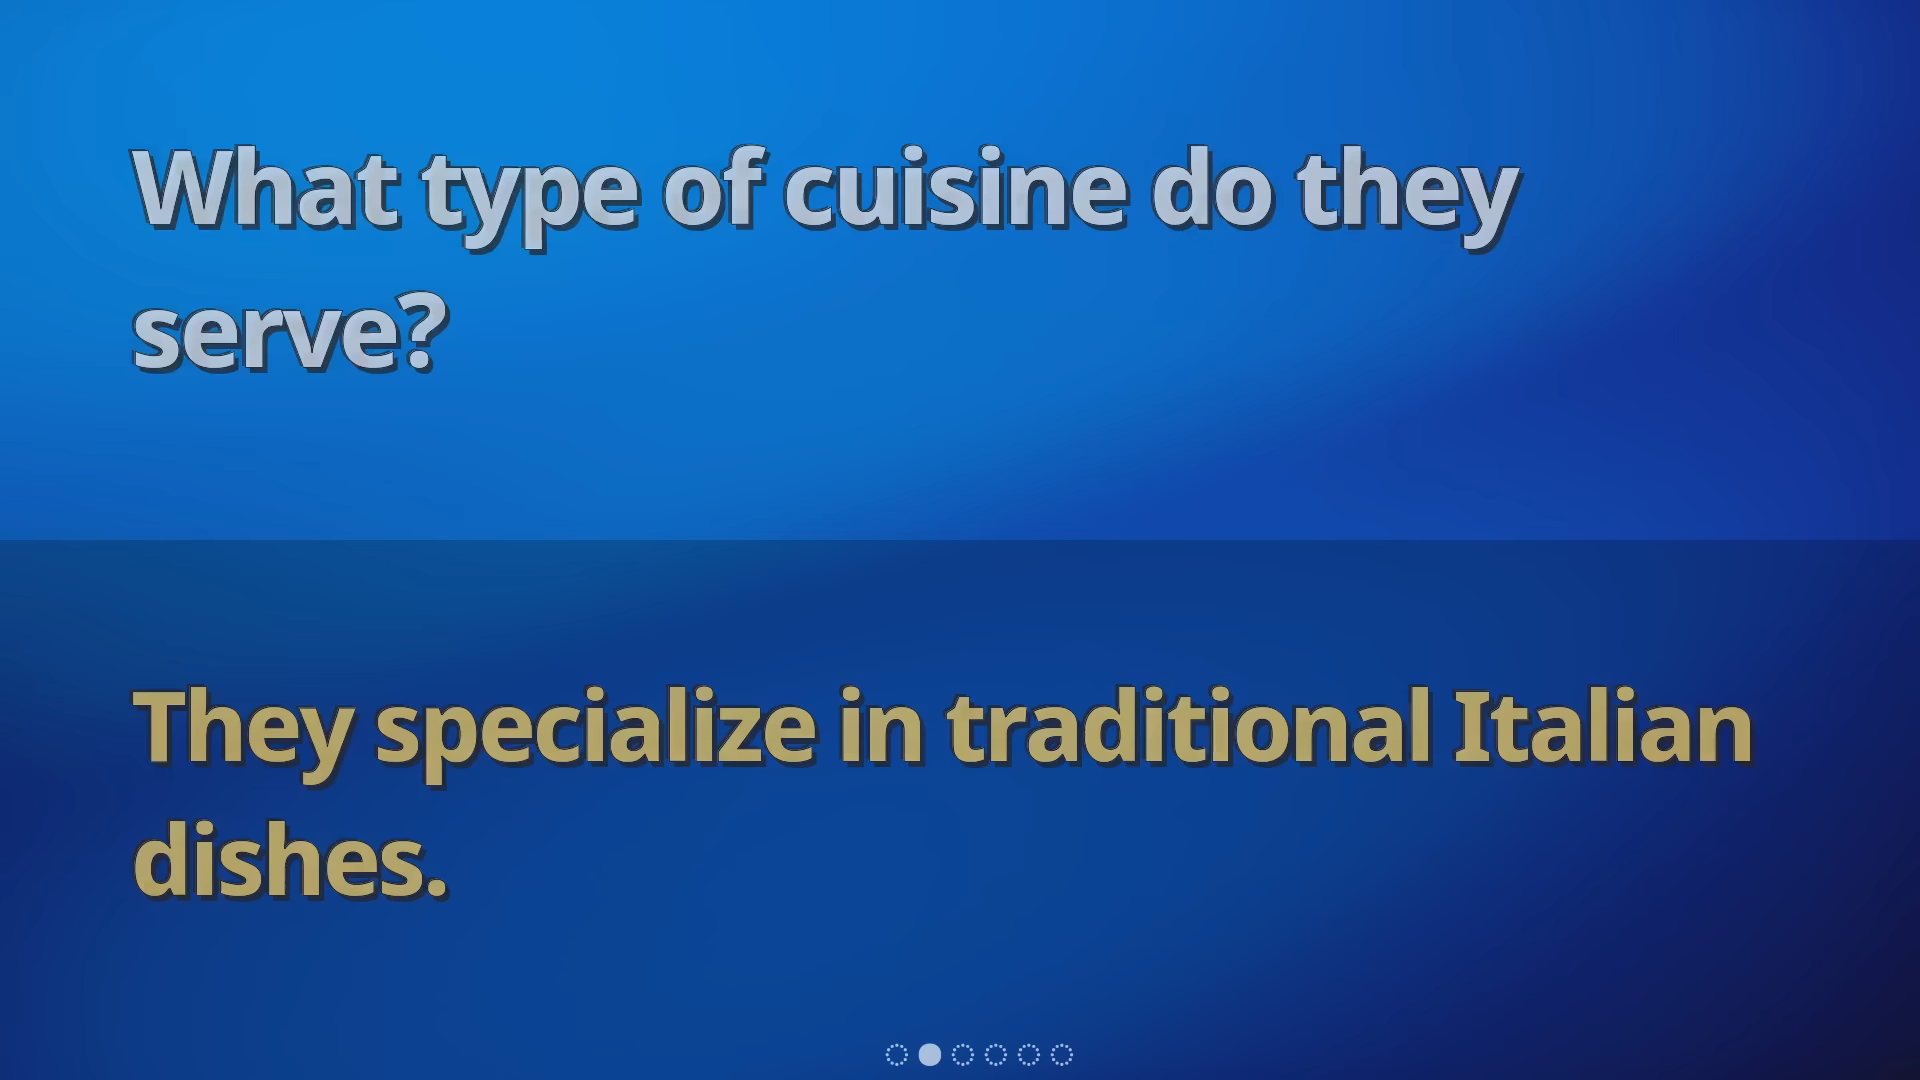 What type of cuisine do they
serve?
They specialize in traditional Italian
dishes.